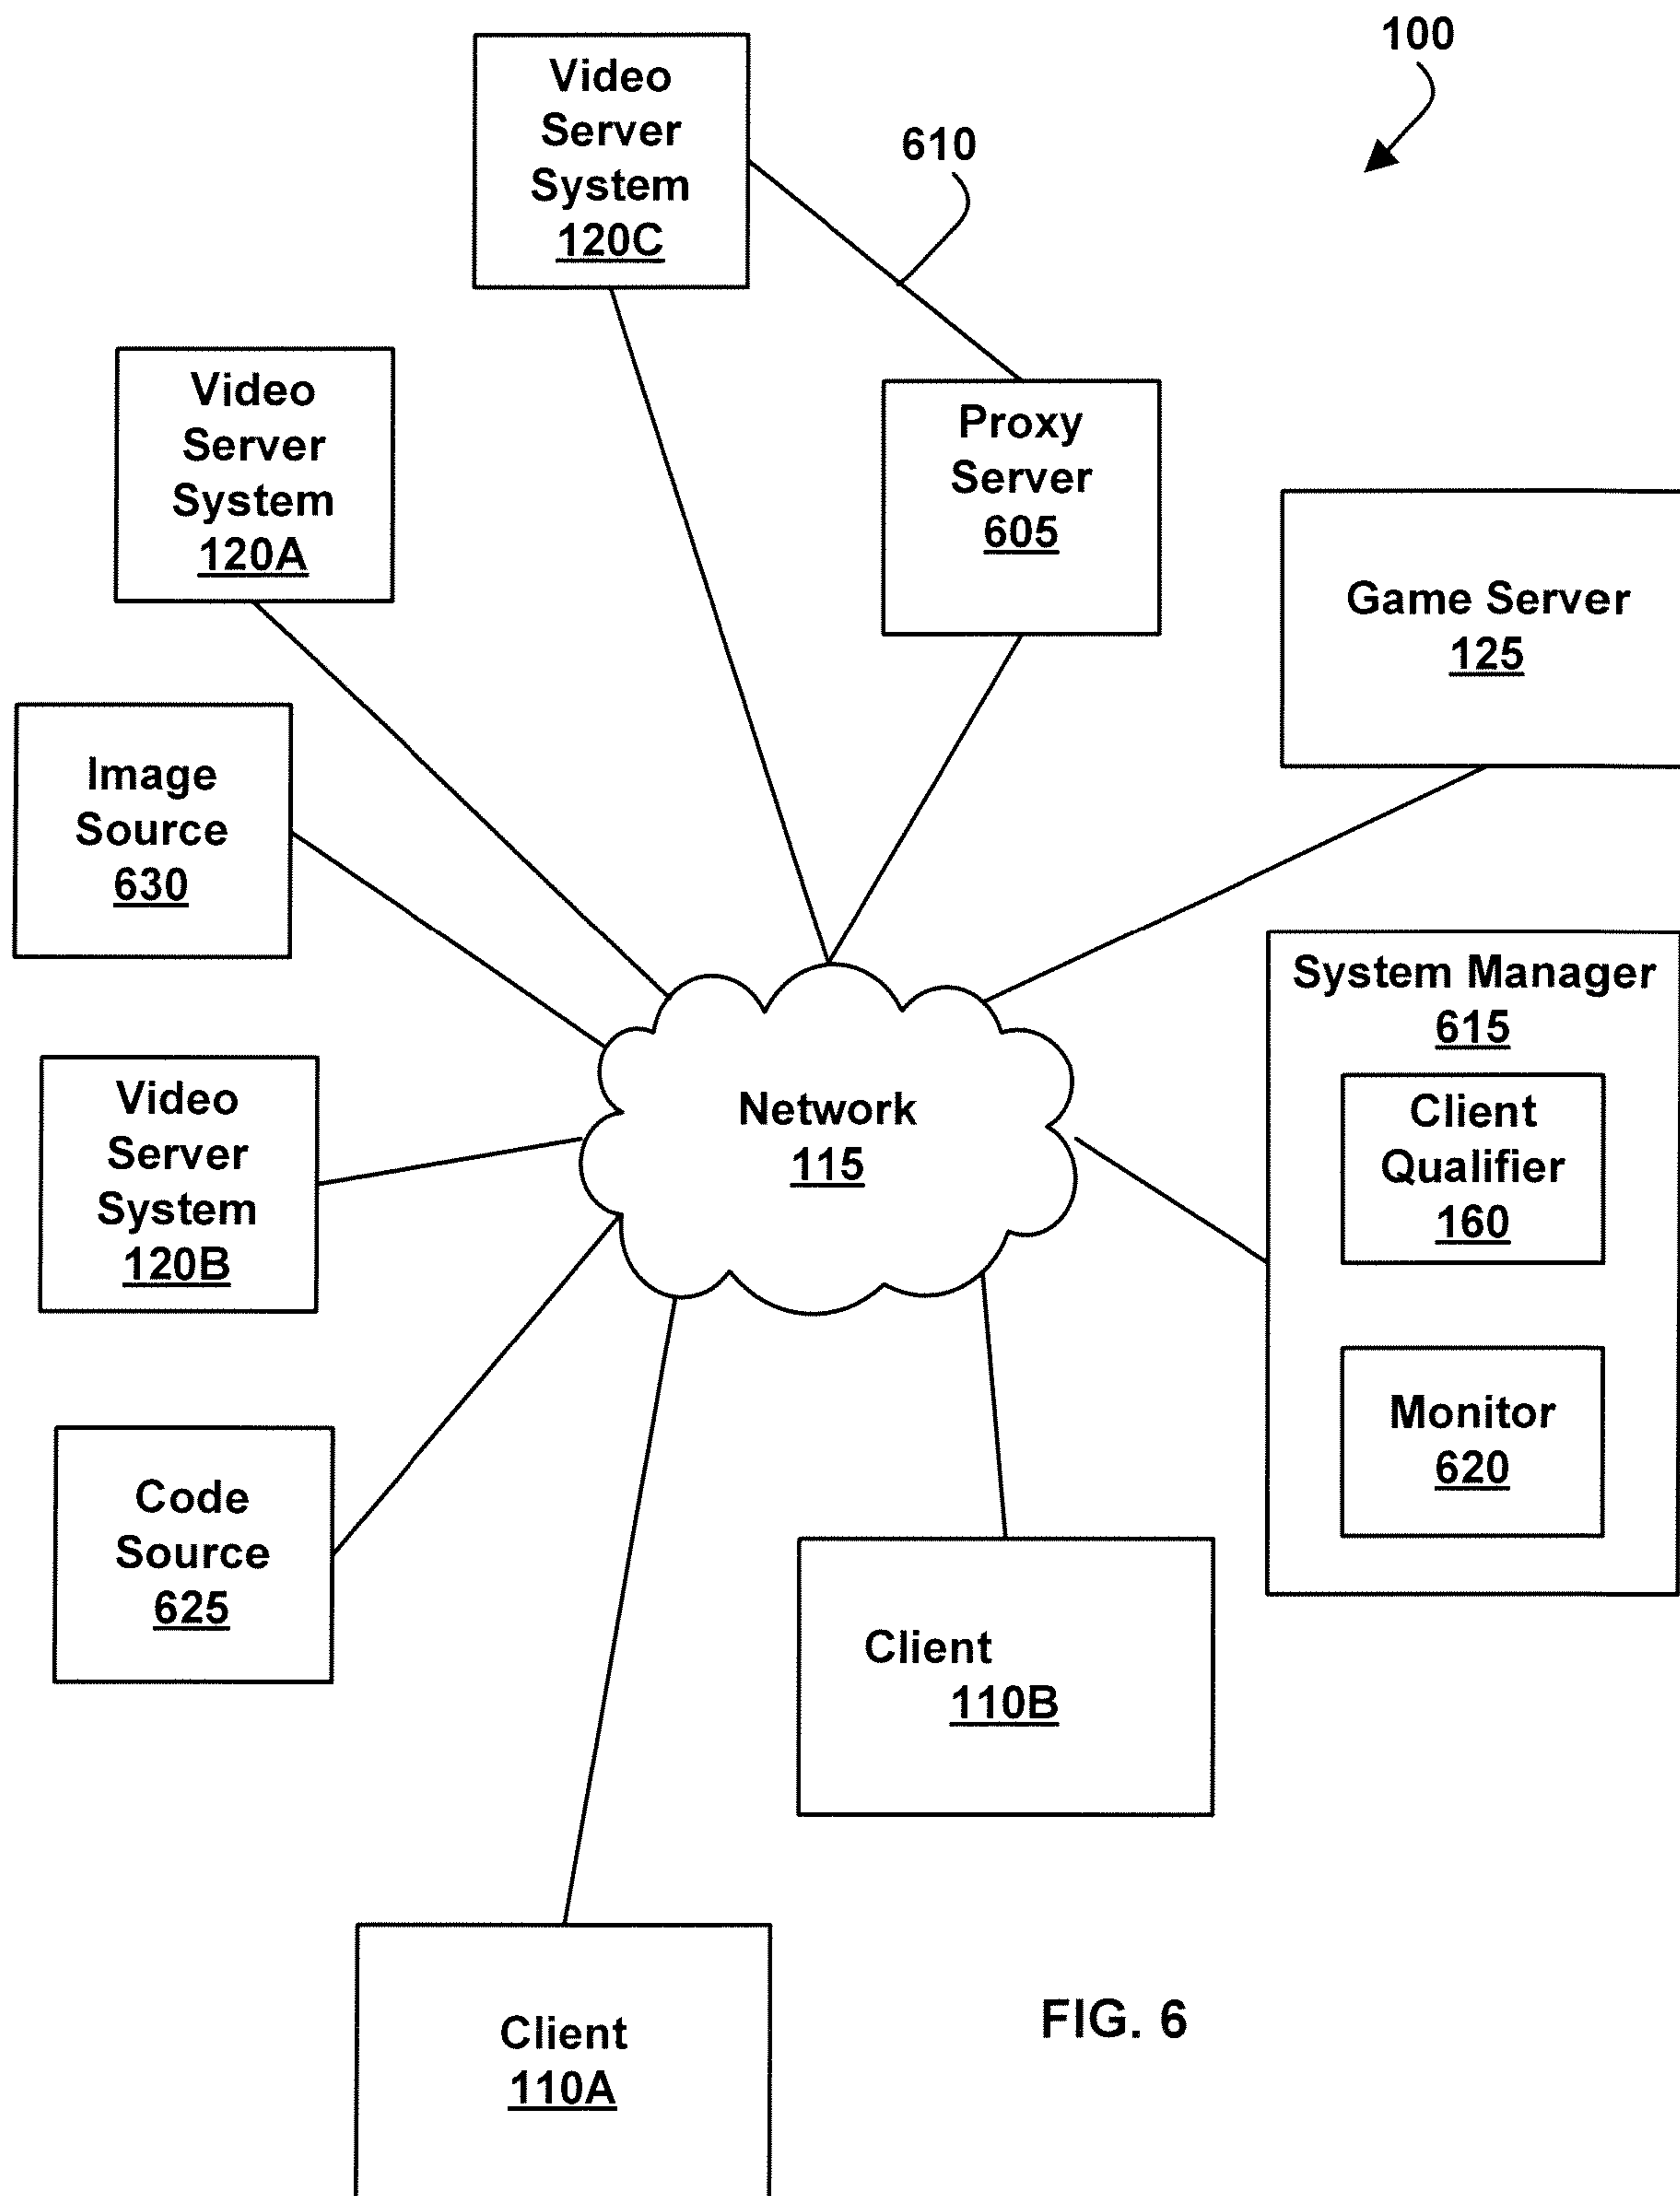 100
Video
Server
System
120C
610
Video
Server
System
120A
Proxy
Server
605
Game Server
125
Image
Source
630
System Manager
615
Client
Qualifier
160
Monitor
620
Network
115
Video
Server
System
120B
Code
Source
625
Client
110B
Client
110A
FIG. 6